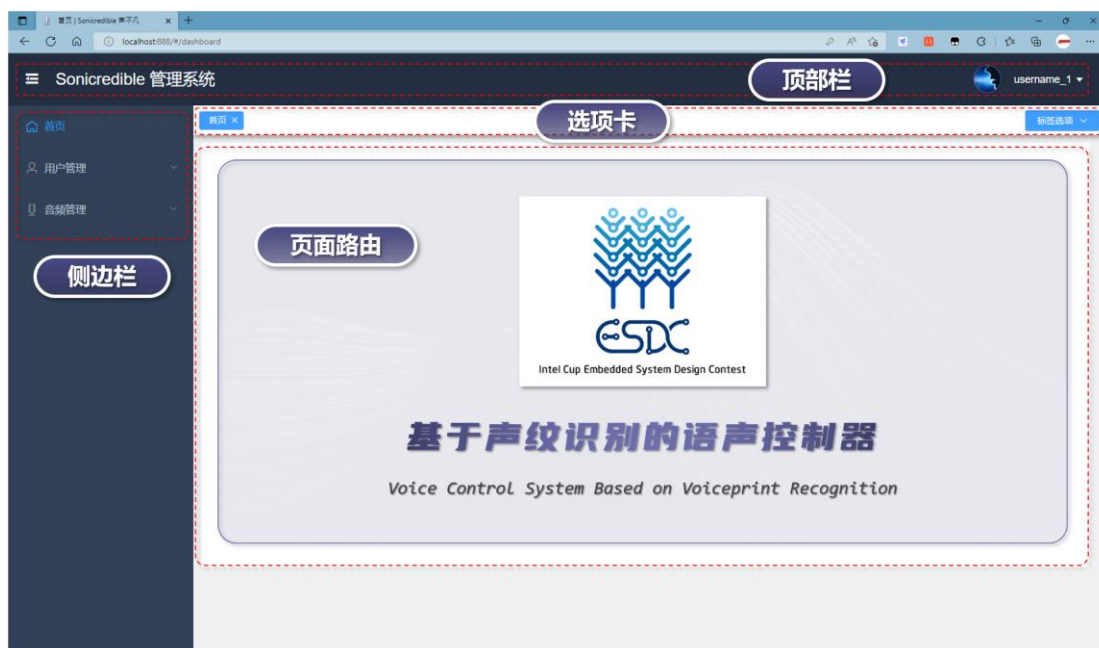 首页 | Sonicredible 声不凡
localhost:888/#/dashboard
Sonicredible 管理系统
顶部栏
username_1
首页
首页
选项卡
标签选项
用户管理
音频管理
页面路由
侧边栏
ESDC
Intel Cup Embedded System Design Contest
基于声纹识别的语声控制器
Voice Control System Based on Voiceprint Recognition